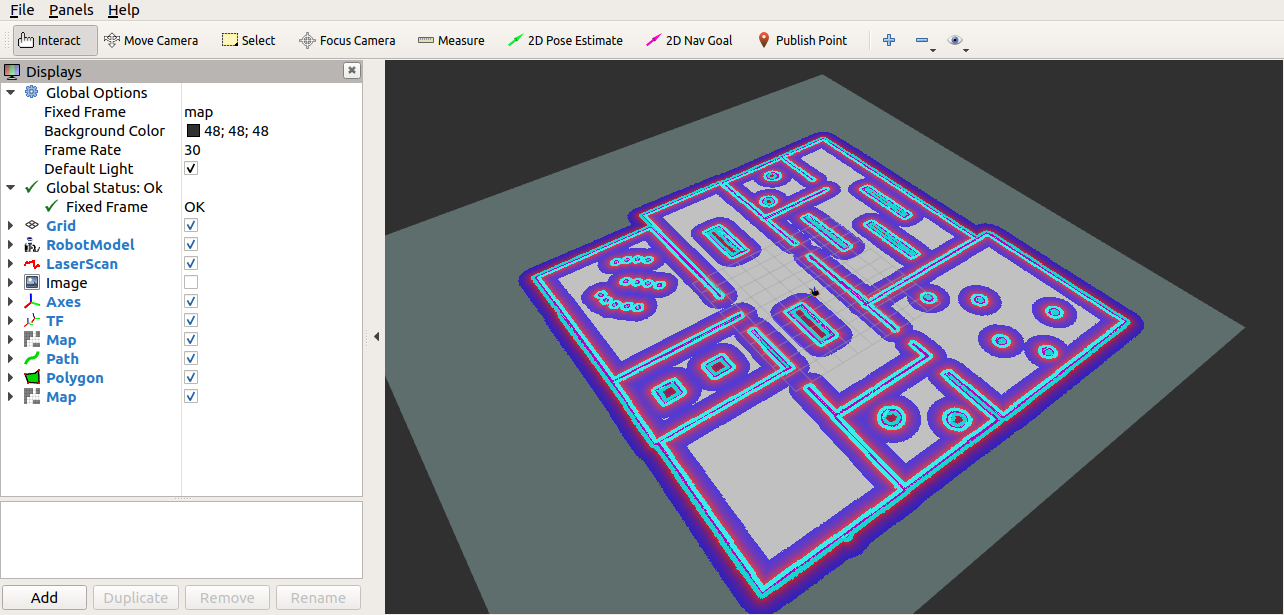 File Panels Help
Interact Move Camera Select Focus Camera Measure 2D Pose Estimate 2D Nav Goal Publish Point
Displays
Global Options
Fixed Frame map
Background Color 48; 48; 48
Frame Rate 30
Default Light
Global Status: Ok
Fixed Frame OK
Grid
RobotModel
LaserScan
Image
Axes
TF
Map
Path
Polygon
Map
Add Duplicate Remove Rename